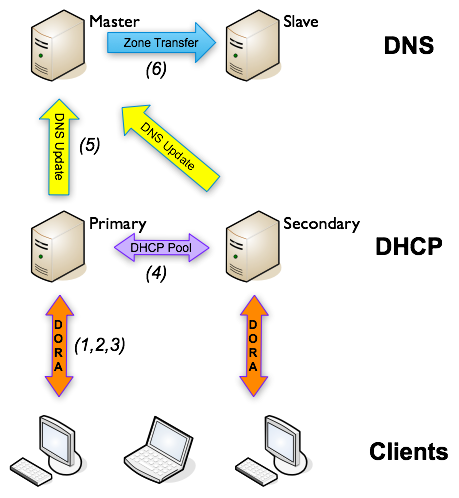 Master
Slave
DNS
Zone Transfer
(6)
DNS Update
(5)
DNS Update
Primary
Secondary
DHCP
DHCP Pool
(4)
DORA
(1,2,3)
DORA
Clients